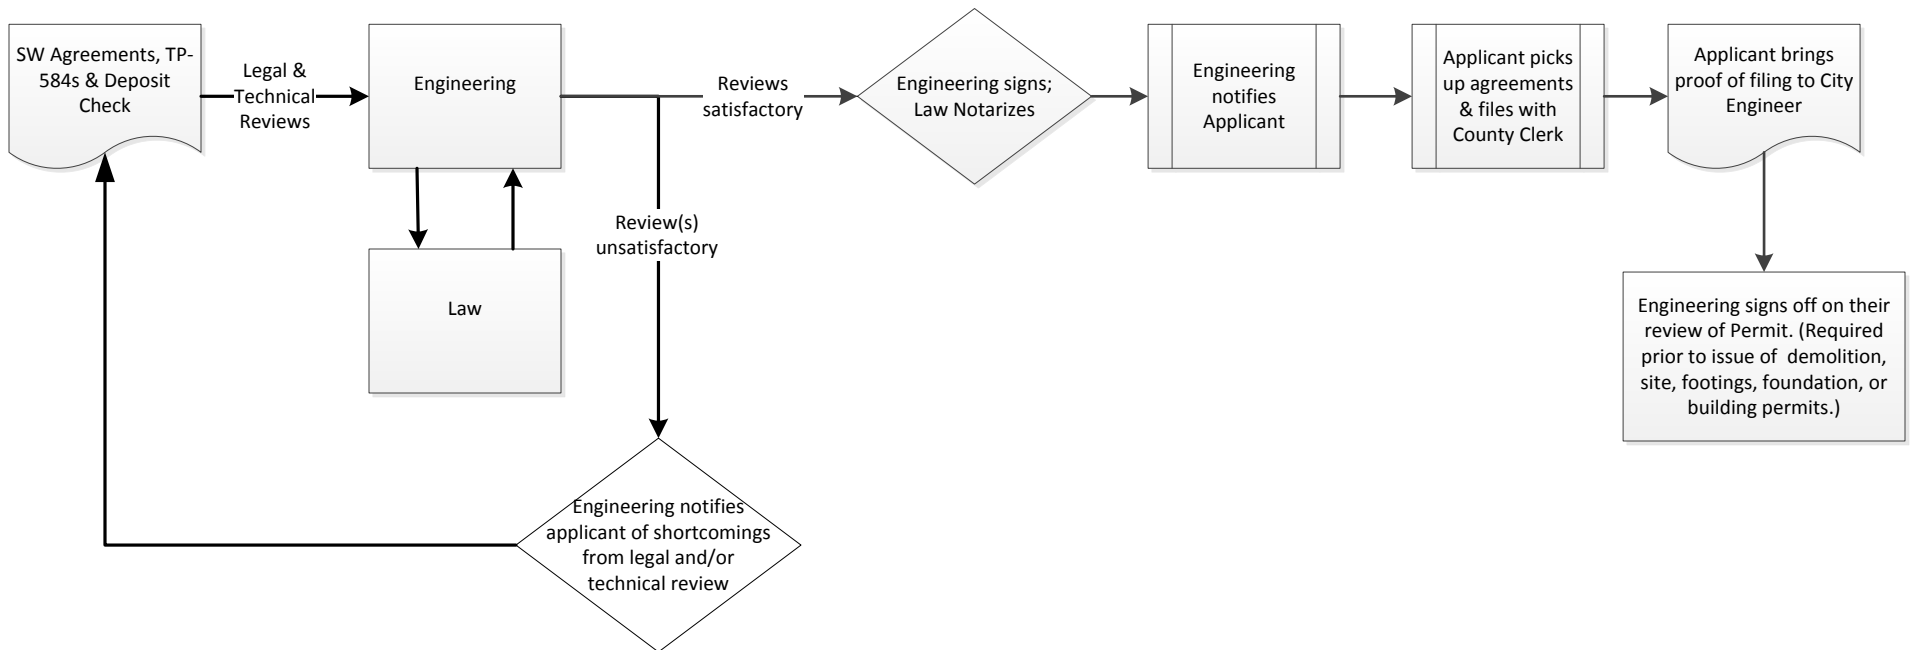 SW Agreements, TP-
584s & Deposit
Check
Legal &
Technical
Reviews
Engineering
Law
Reviews
satisfactory
Review(s)
unsatisfactory
Engineering notifies
applicant of shortcomings
from legal and/or
technical review
Engineering signs;
Law Notarizes
Engineering
notifies
Applicant
Applicant picks
up agreements
& files with
County Clerk
Applicant brings
proof of filing to City
Engineer
Engineering signs off on their
review of Permit. (Required
prior to issue of  demolition,
site, footings, foundation, or
building permits.)